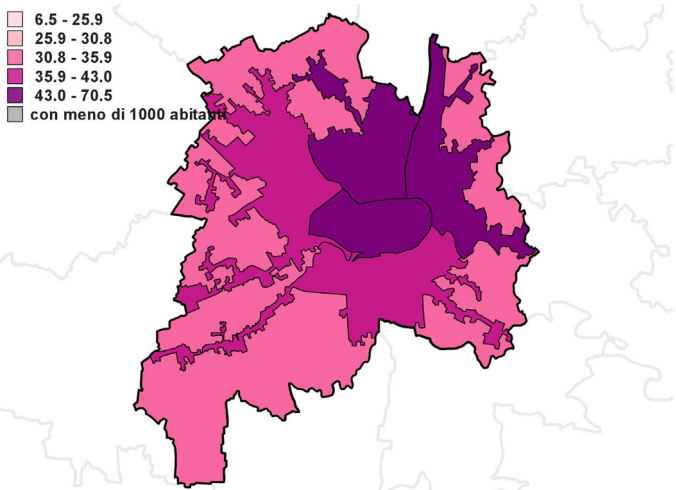 6.5 - 25.9
25.9 - 30.8
30.8 - 35.9
35.9 - 43.0
43.0 - 70.5
con meno di 1000 abitanti